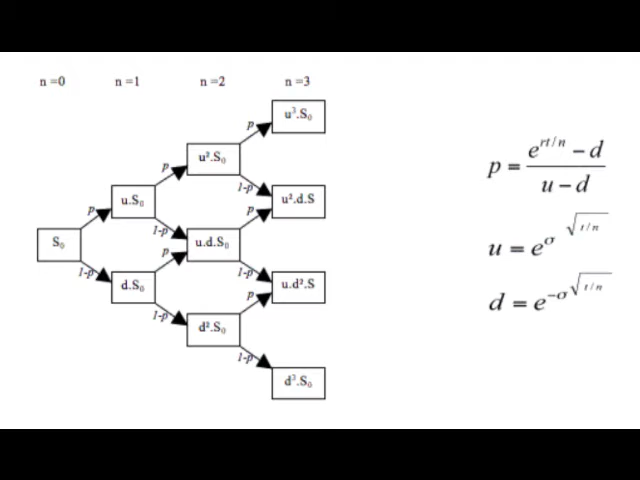 n =0 n =1 n =2 n =3
u³.S₀
p
u².S₀
p 1-p
u.S₀ u².d.S
p 1-p p
S₀ u.d.S₀
1-p p 1-p
d.S₀ u.d².S
1-p p
d².S₀
1-p
d³.S₀
p = (e^{rt/n} − d) / (u − d)
u = e^{σ √(t/n)}
d = e^{−σ √(t/n)}